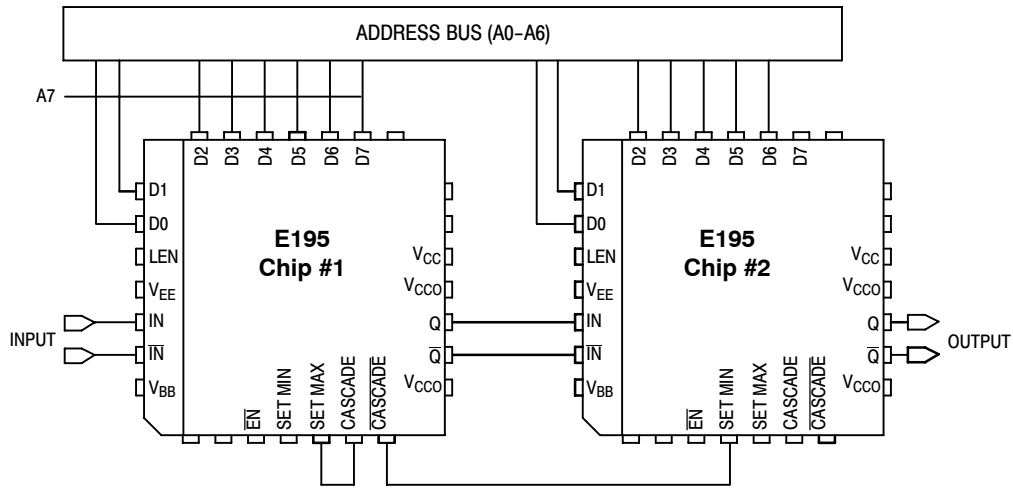 ADDRESS BUS (A0–A6)
A7
D2 D3 D4 D5 D6 D7
D1
D0
LEN
VEE
IN
IN
VBB
E195
Chip #1
VCC
VCCO
Q
Q
VCCO
EN SET MIN SET MAX CASCADE CASCADE
INPUT
D2 D3 D4 D5 D6 D7
D1
D0
LEN
VEE
IN
IN
VBB
E195
Chip #2
VCC
VCCO
Q
Q
VCCO
EN SET MIN SET MAX CASCADE CASCADE
OUTPUT